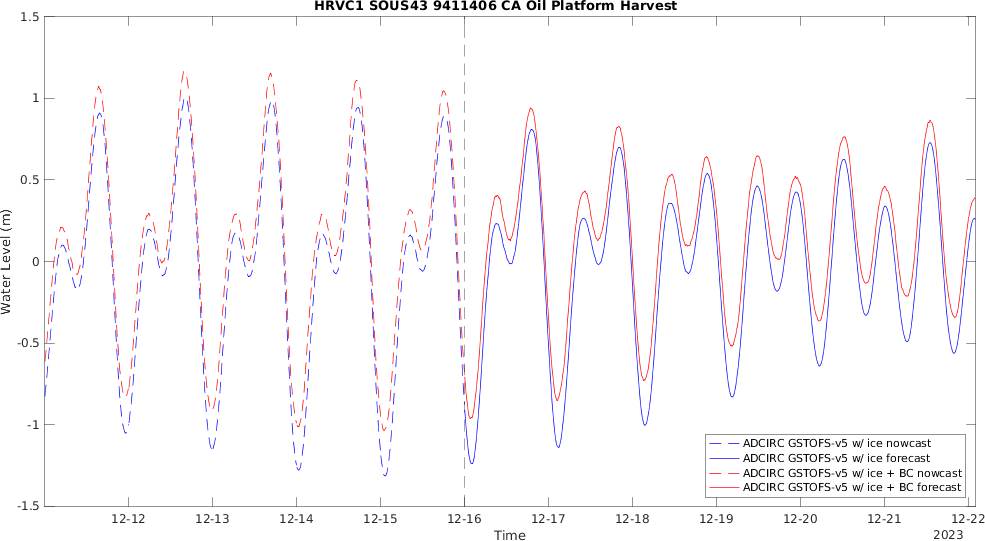 HRVC1 SOUS43 9411406 CA Oil Platform Harvest
1.5
1
0.5
0
-0.5
-1
-1.5
Water Level (m)
12-12
12-13
12-14
12-15
12-16
12-17
12-18
12-19
12-20
12-21
12-22
Time
2023
ADCIRC GSTOFS-v5 w/ ice nowcast
ADCIRC GSTOFS-v5 w/ ice forecast
ADCIRC GSTOFS-v5 w/ ice + BC nowcast
ADCIRC GSTOFS-v5 w/ ice + BC forecast